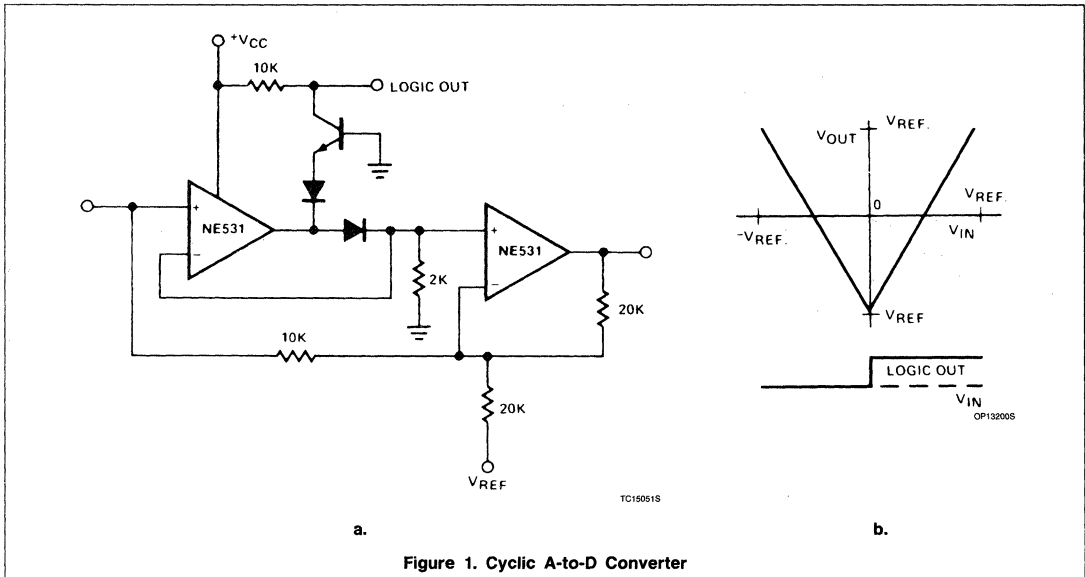 +VCC
10K
LOGIC OUT
+
NE531
−
+
NE531
−
2K
20K
10K
20K
VREF
TC15051S
a.
VOUT
VREF.
0
VREF.
-VREF.
VIN
VREF
LOGIC OUT
VIN
OP13200S
b.
Figure 1. Cyclic A-to-D Converter